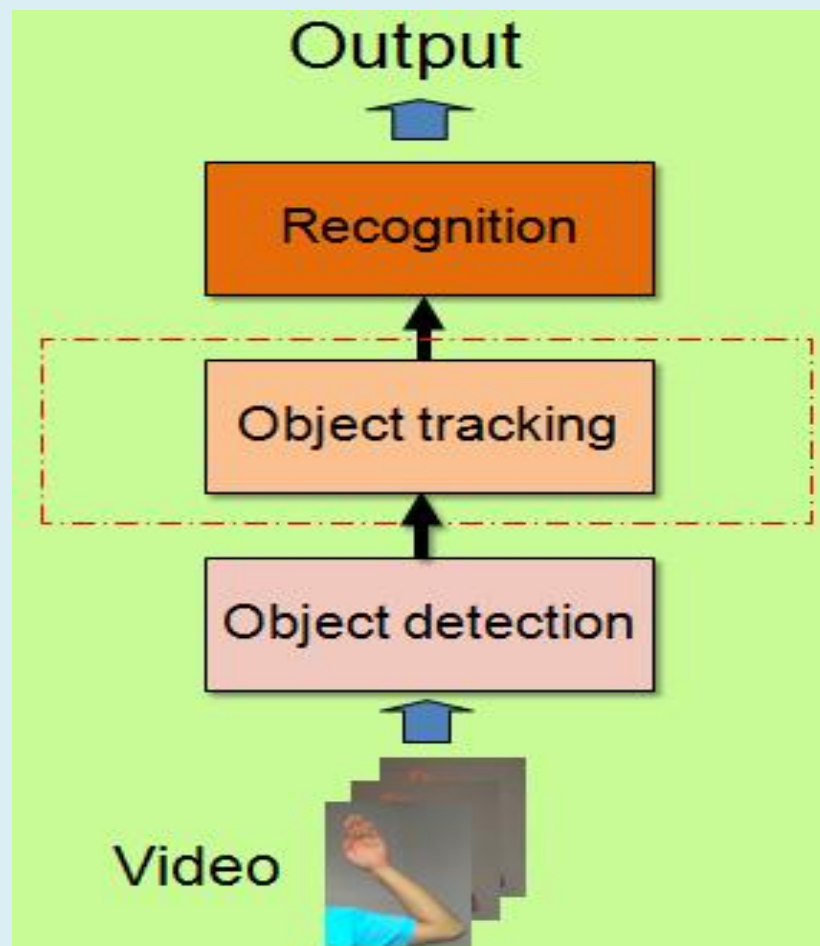 Output
Recognition
Object tracking
Object detection
Video